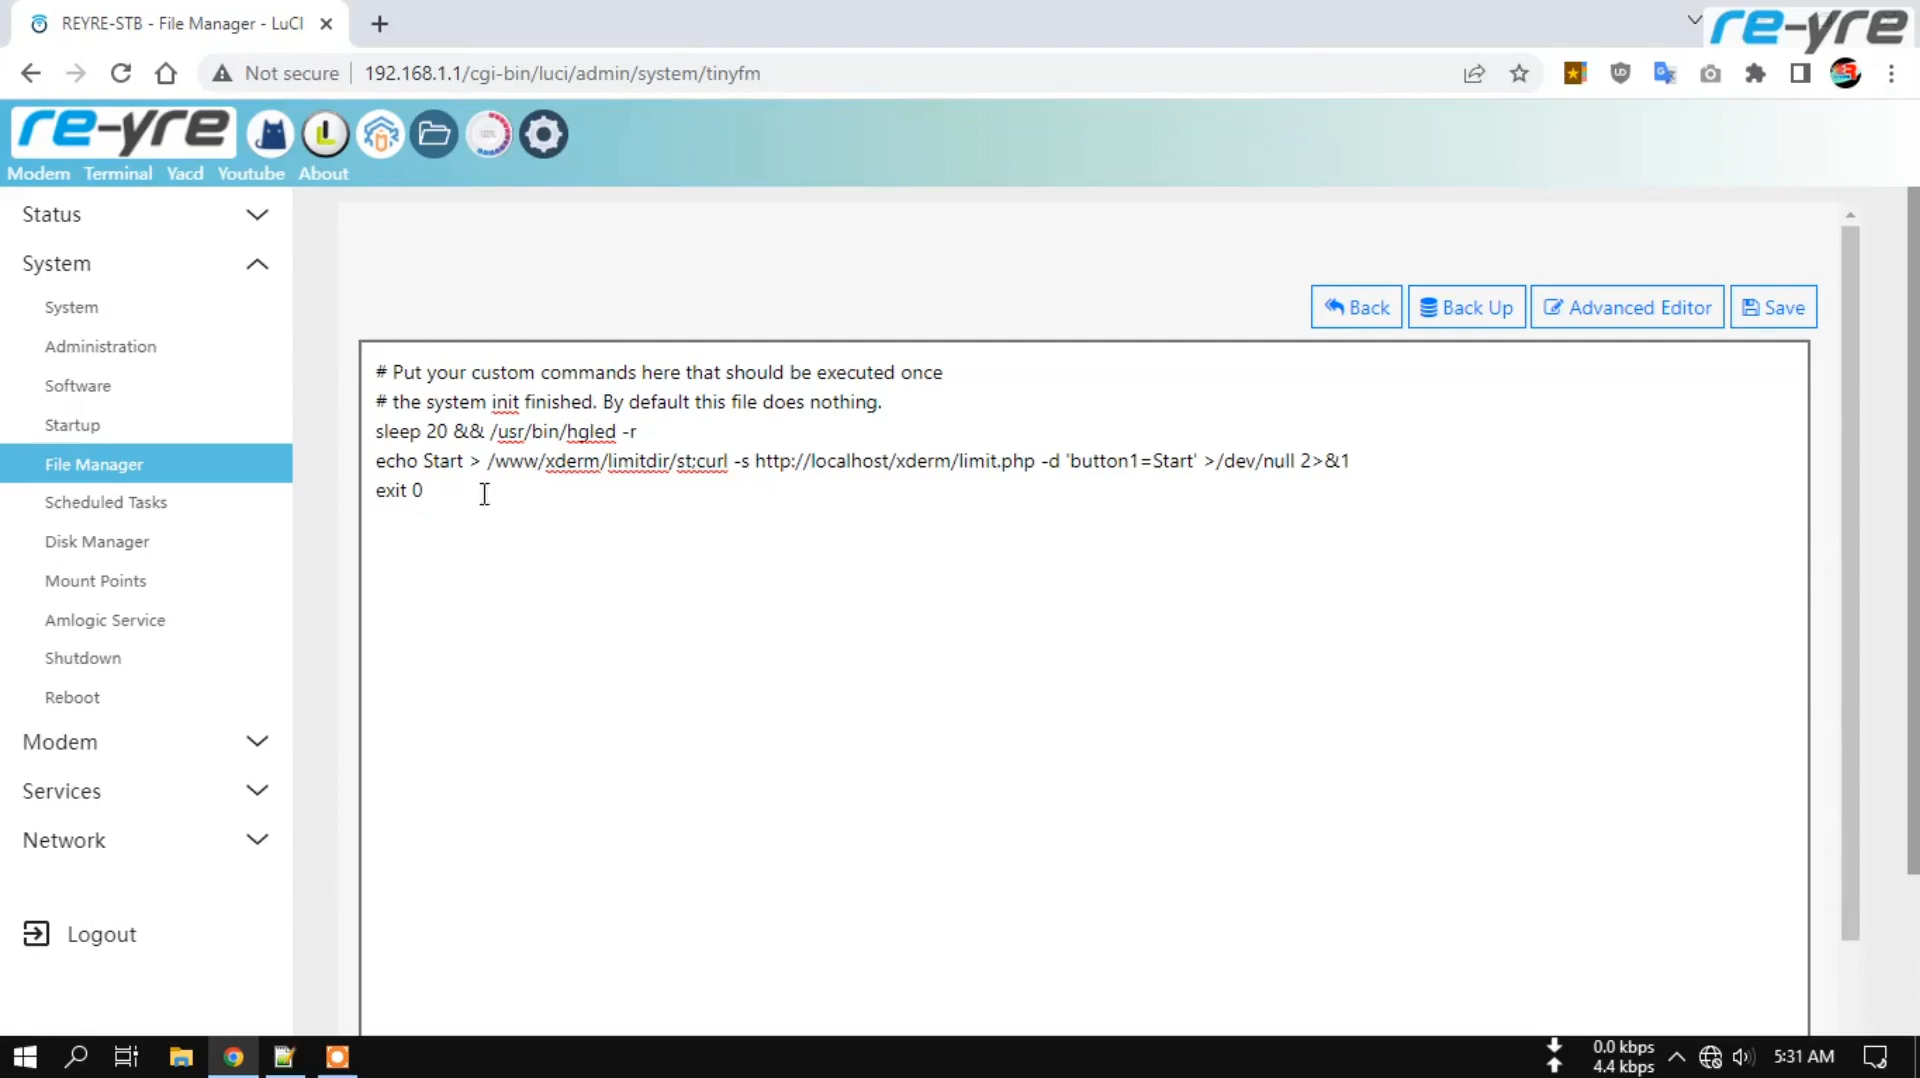 REYRE-STB - File Manager - LuCI
re-yre
Not secure
192.168.1.1/cgi-bin/luci/admin/system/tinyfm
re-yre
Modem Terminal Yacd Youtube About
Status
System
System
Administration
Software
Startup
File Manager
Scheduled Tasks
Disk Manager
Mount Points
Amlogic Service
Shutdown
Reboot
Modem
Services
Network
Logout
Back
Back Up
Advanced Editor
Save
# Put your custom commands here that should be executed once
# the system init finished. By default this file does nothing.
sleep 20 && /usr/bin/hgled -r
echo Start > /www/xderm/limitdir/st;curl -s http://localhost/xderm/limit.php -d 'button1=Start' >/dev/null 2>&1
exit 0
0.0 kbps
4.4 kbps
5:31 AM